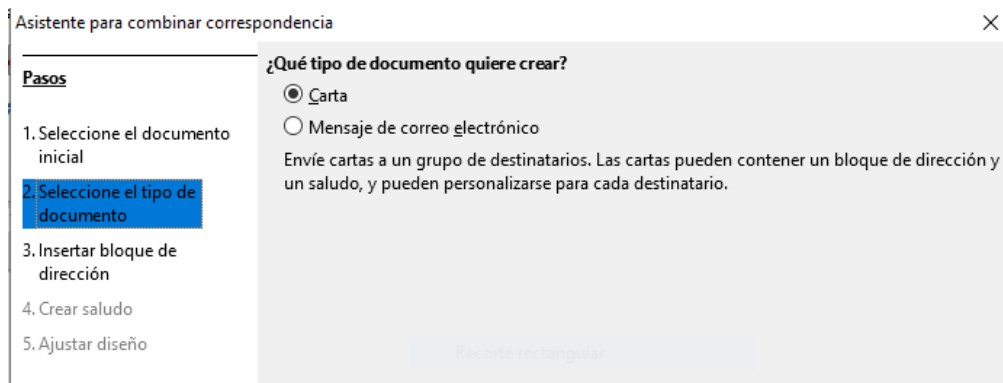 Asistente para combinar correspondencia
Pasos
1. Seleccione el documento
inicial
2. Seleccione el tipo de
documento
3. Insertar bloque de
dirección
4. Crear saludo
5. Ajustar diseño
¿Qué tipo de documento quiere crear?
Carta
Mensaje de correo electrónico
Envíe cartas a un grupo de destinatarios. Las cartas pueden contener un bloque de dirección y
un saludo, y pueden personalizarse para cada destinatario.
Recorte rectangular